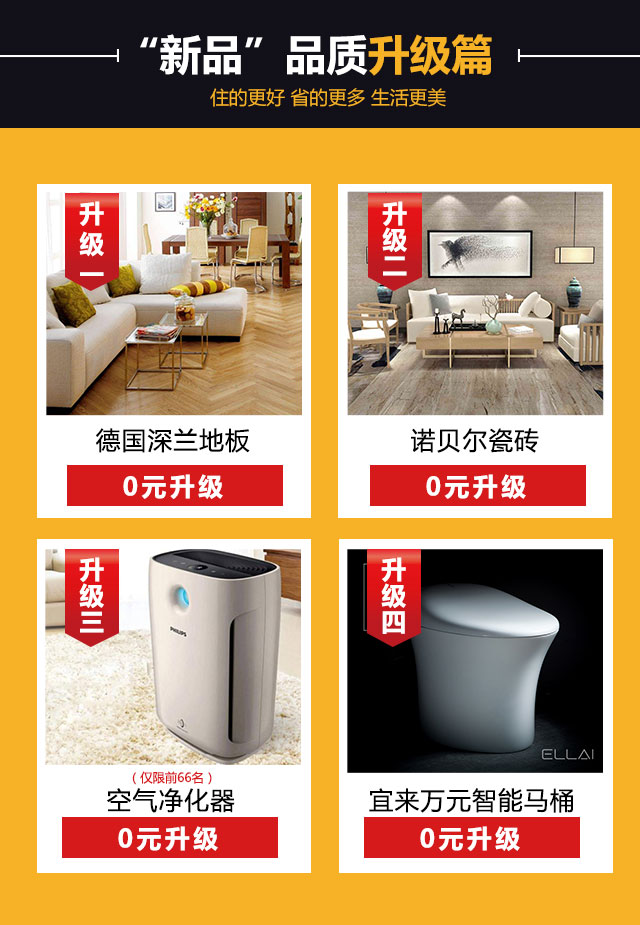 “新品”品质升级篇
住的更好 省的更多 生活更美
升级一
德国深兰地板
0元升级
升级二
诺贝尔瓷砖
0元升级
升级三
PHILIPS
（仅限前66名）
空气净化器
0元升级
升级四
ELLAI
宜来万元智能马桶
0元升级